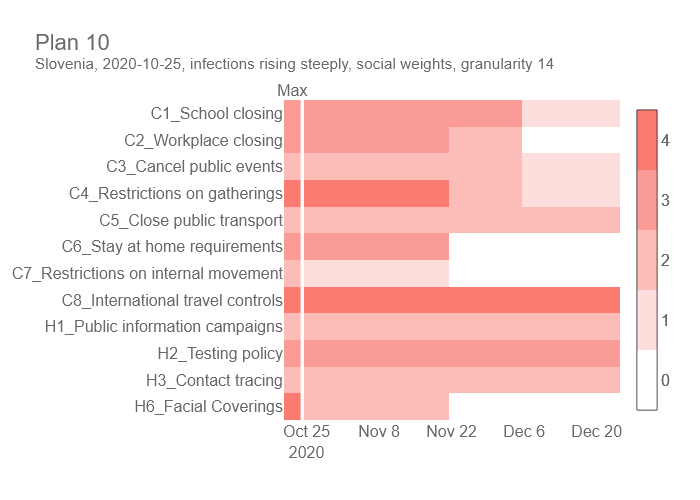 Plan 10
Slovenia, 2020-10-25, infections rising steeply, social weights, granularity 14
Max
C1_School closing
C2_Workplace closing
C3_Cancel public events
C4_Restrictions on gatherings
C5_Close public transport
C6_Stay at home requirements
C7_Restrictions on internal movement
C8_International travel controls
H1_Public information campaigns
H2_Testing policy
H3_Contact tracing
H6_Facial Coverings
4
3
2
1
0
Oct 25 Nov 8 Nov 22 Dec 6 Dec 20
2020